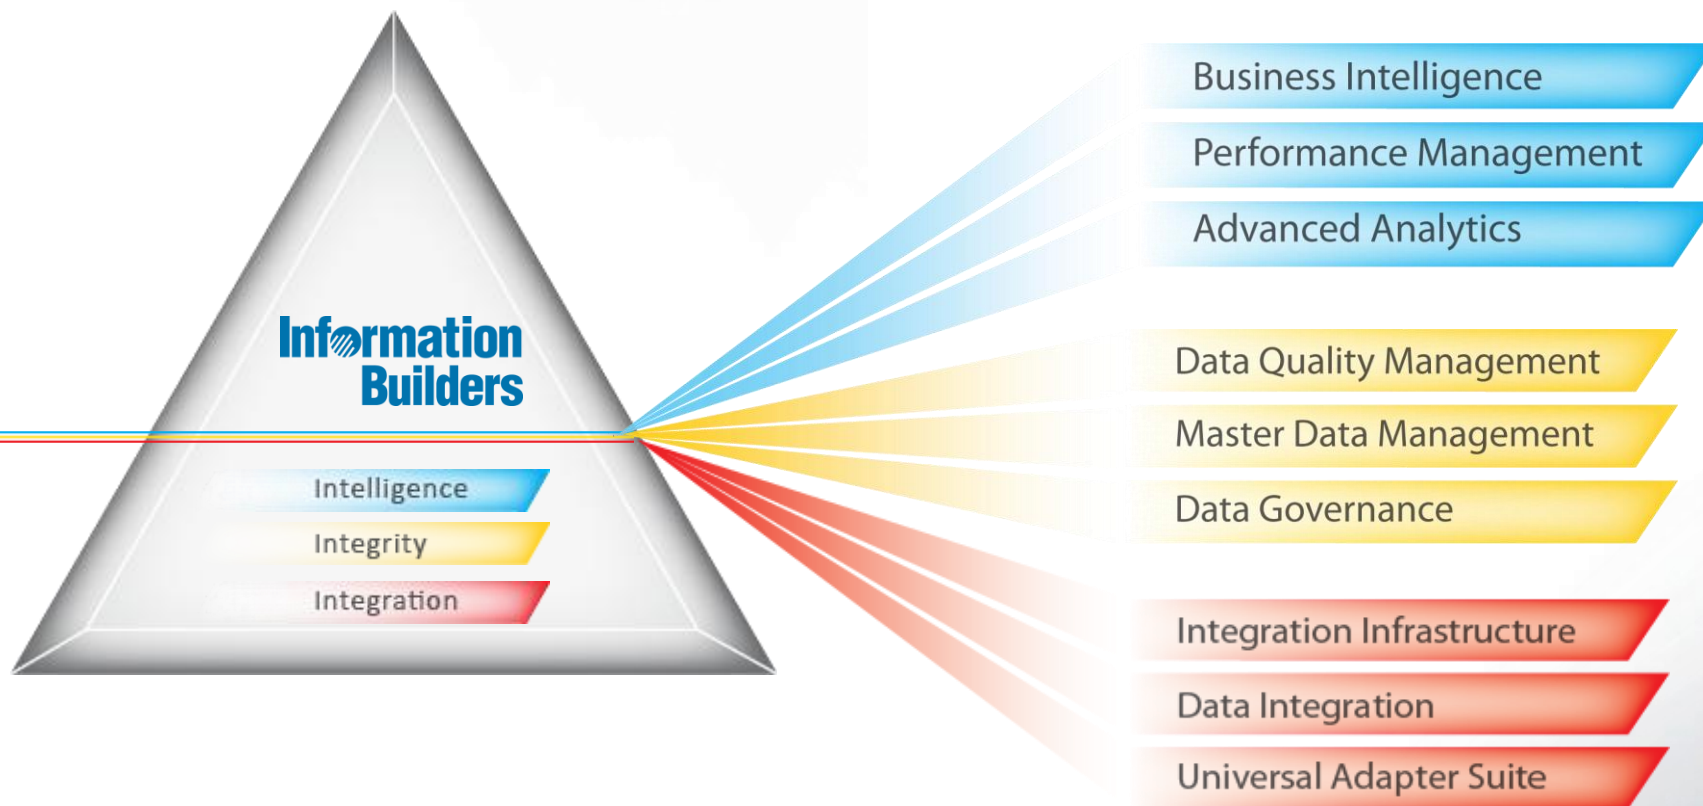 Information
Builders
Intelligence
Integrity
Integration
Business Intelligence
Performance Management
Advanced Analytics
Data Quality Management
Master Data Management
Data Governance
Integration Infrastructure
Data Integration
Universal Adapter Suite